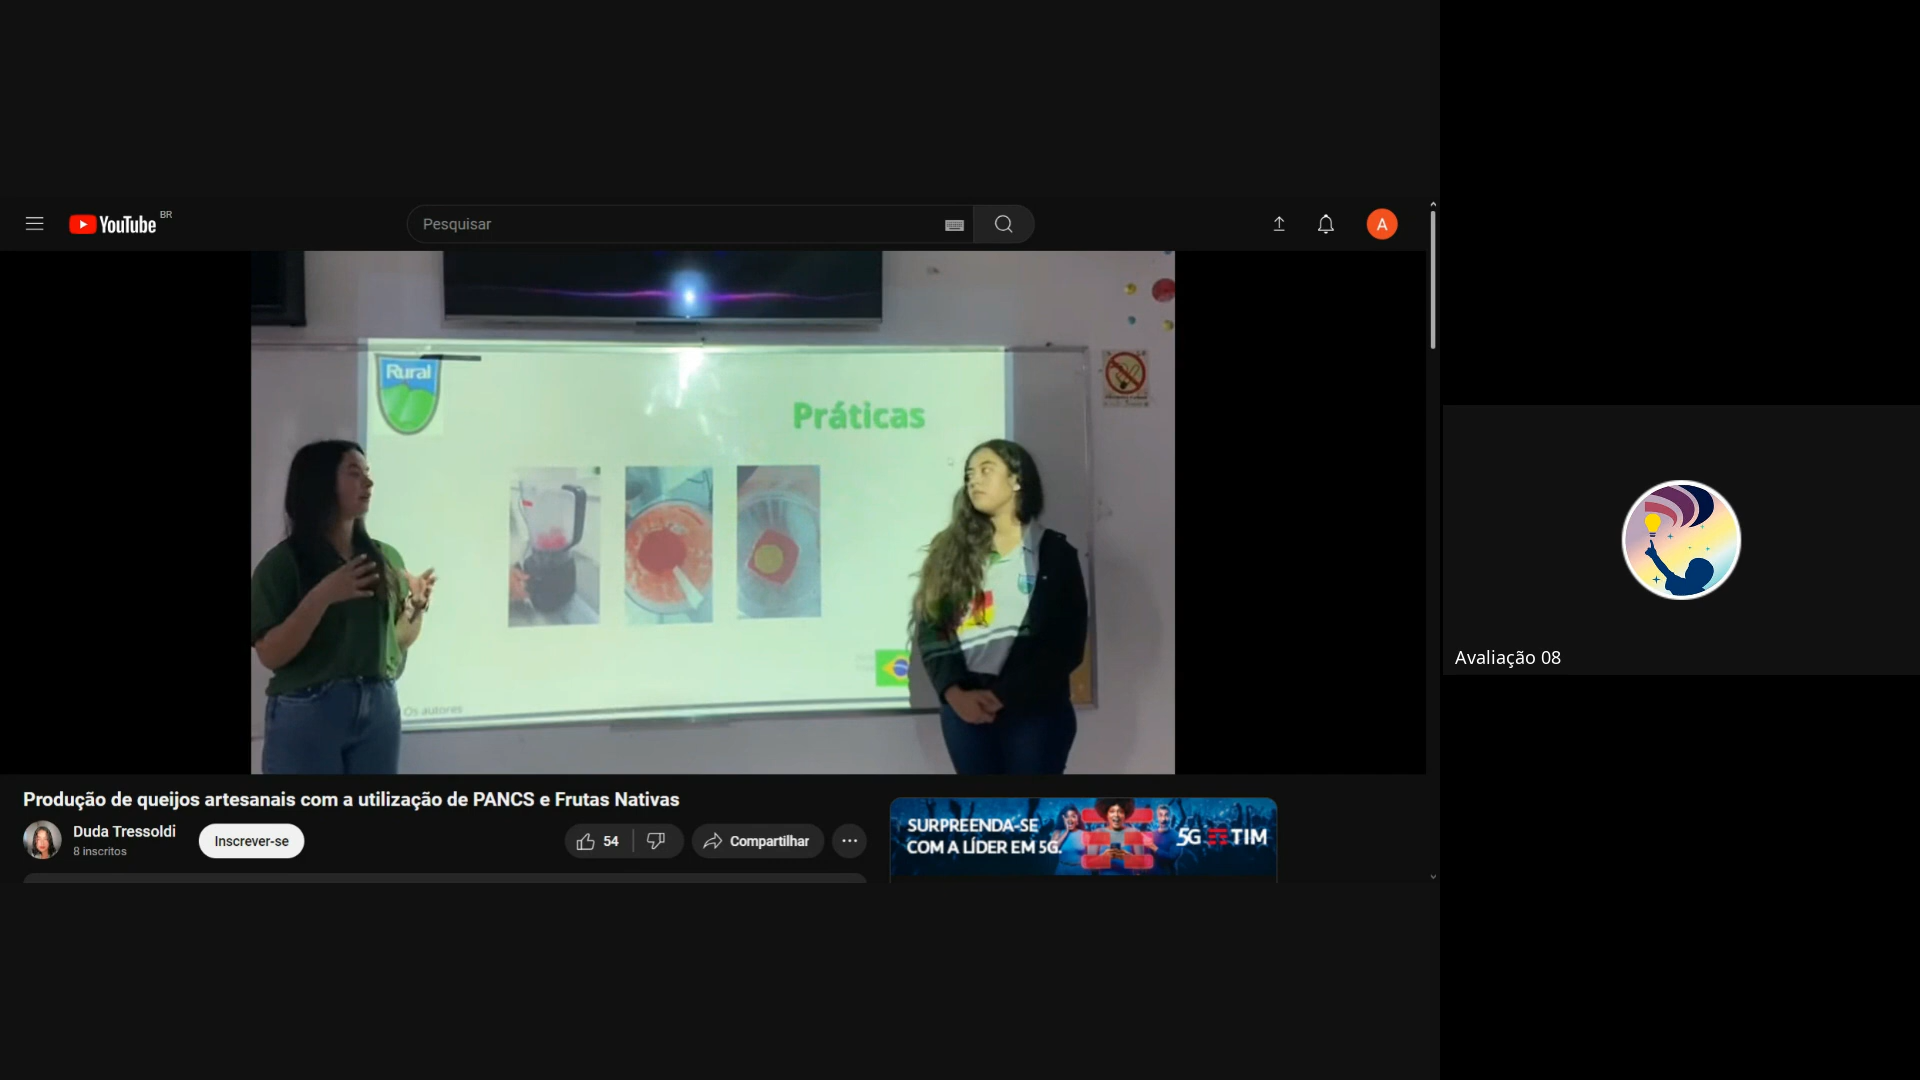 YouTube BR
Pesquisar
A
Rural
Práticas
Os autores
Produção de queijos artesanais com a utilização de PANCS e Frutas Nativas
Duda Tressoldi
8 inscritos
Inscrever-se
54
Compartilhar
SURPREENDA-SE
COM A LÍDER EM 5G.
5G TIM
Avaliação 08